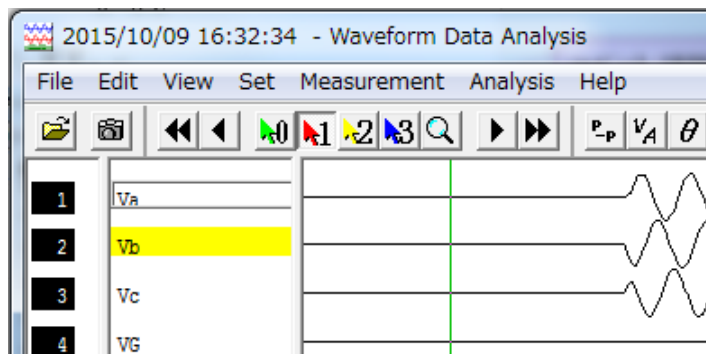 2015/10/09 16:32:34 - Waveform Data Analysis
File Edit View Set Measurement Analysis Help
0 1 2 3 P-P VA θ
1 Va
2 Vb
3 Vc
4 VG